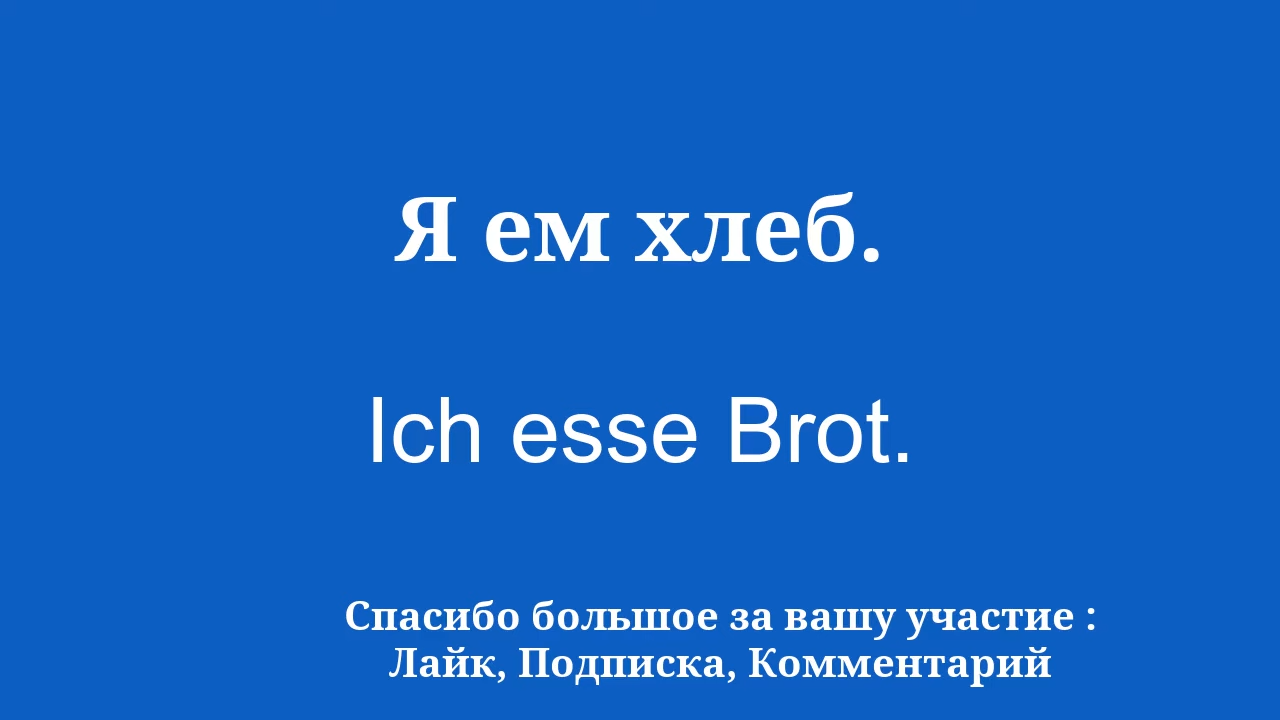 Я ем хлеб.
Ich esse Brot.
Спасибо большое за вашу участие :
Лайк, Подписка, Комментарий